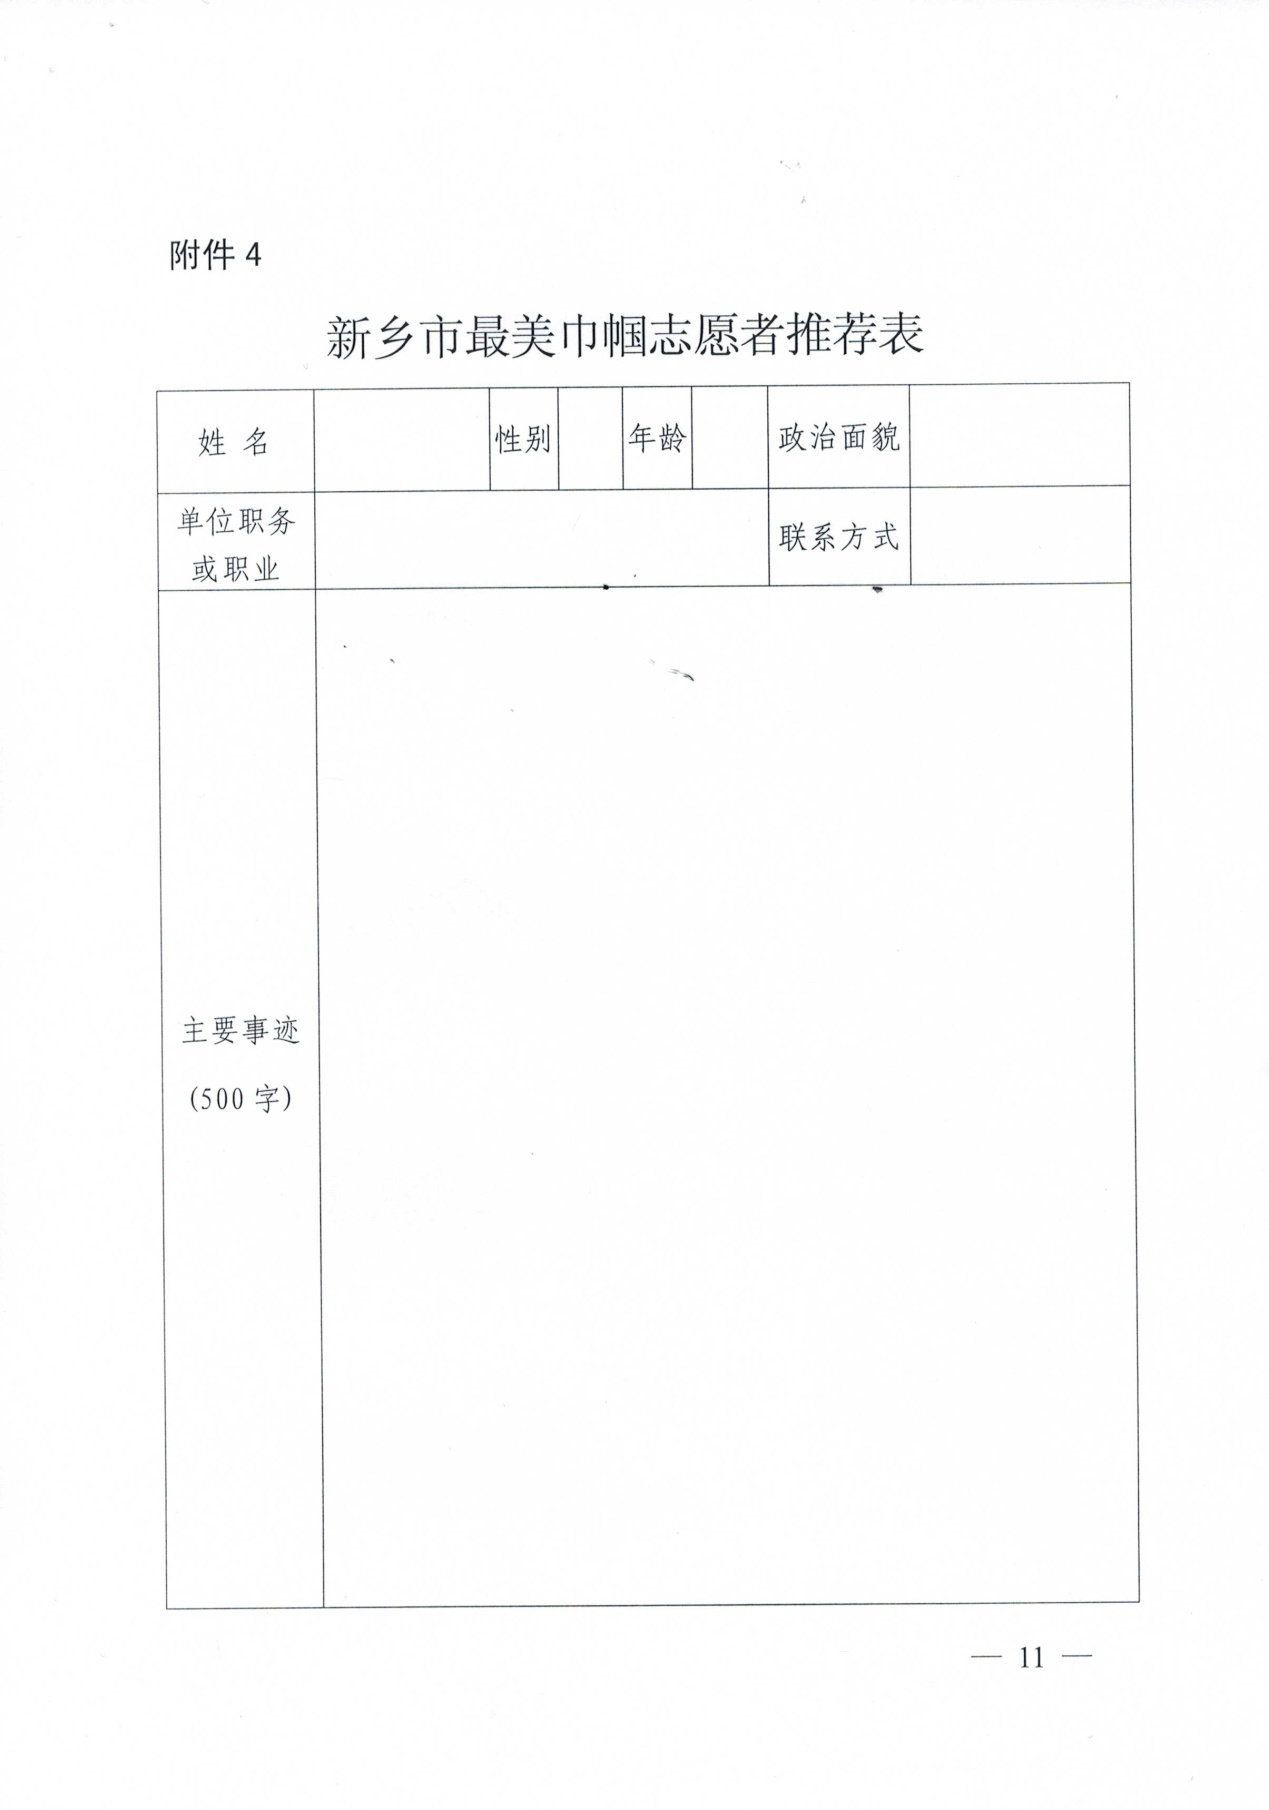 附件 4
新乡市最美巾帼志愿者推荐表
姓 名 性别 年龄 政治面貌
单位职务
或职业
联系方式
主要事迹
(500 字)
— 11 —